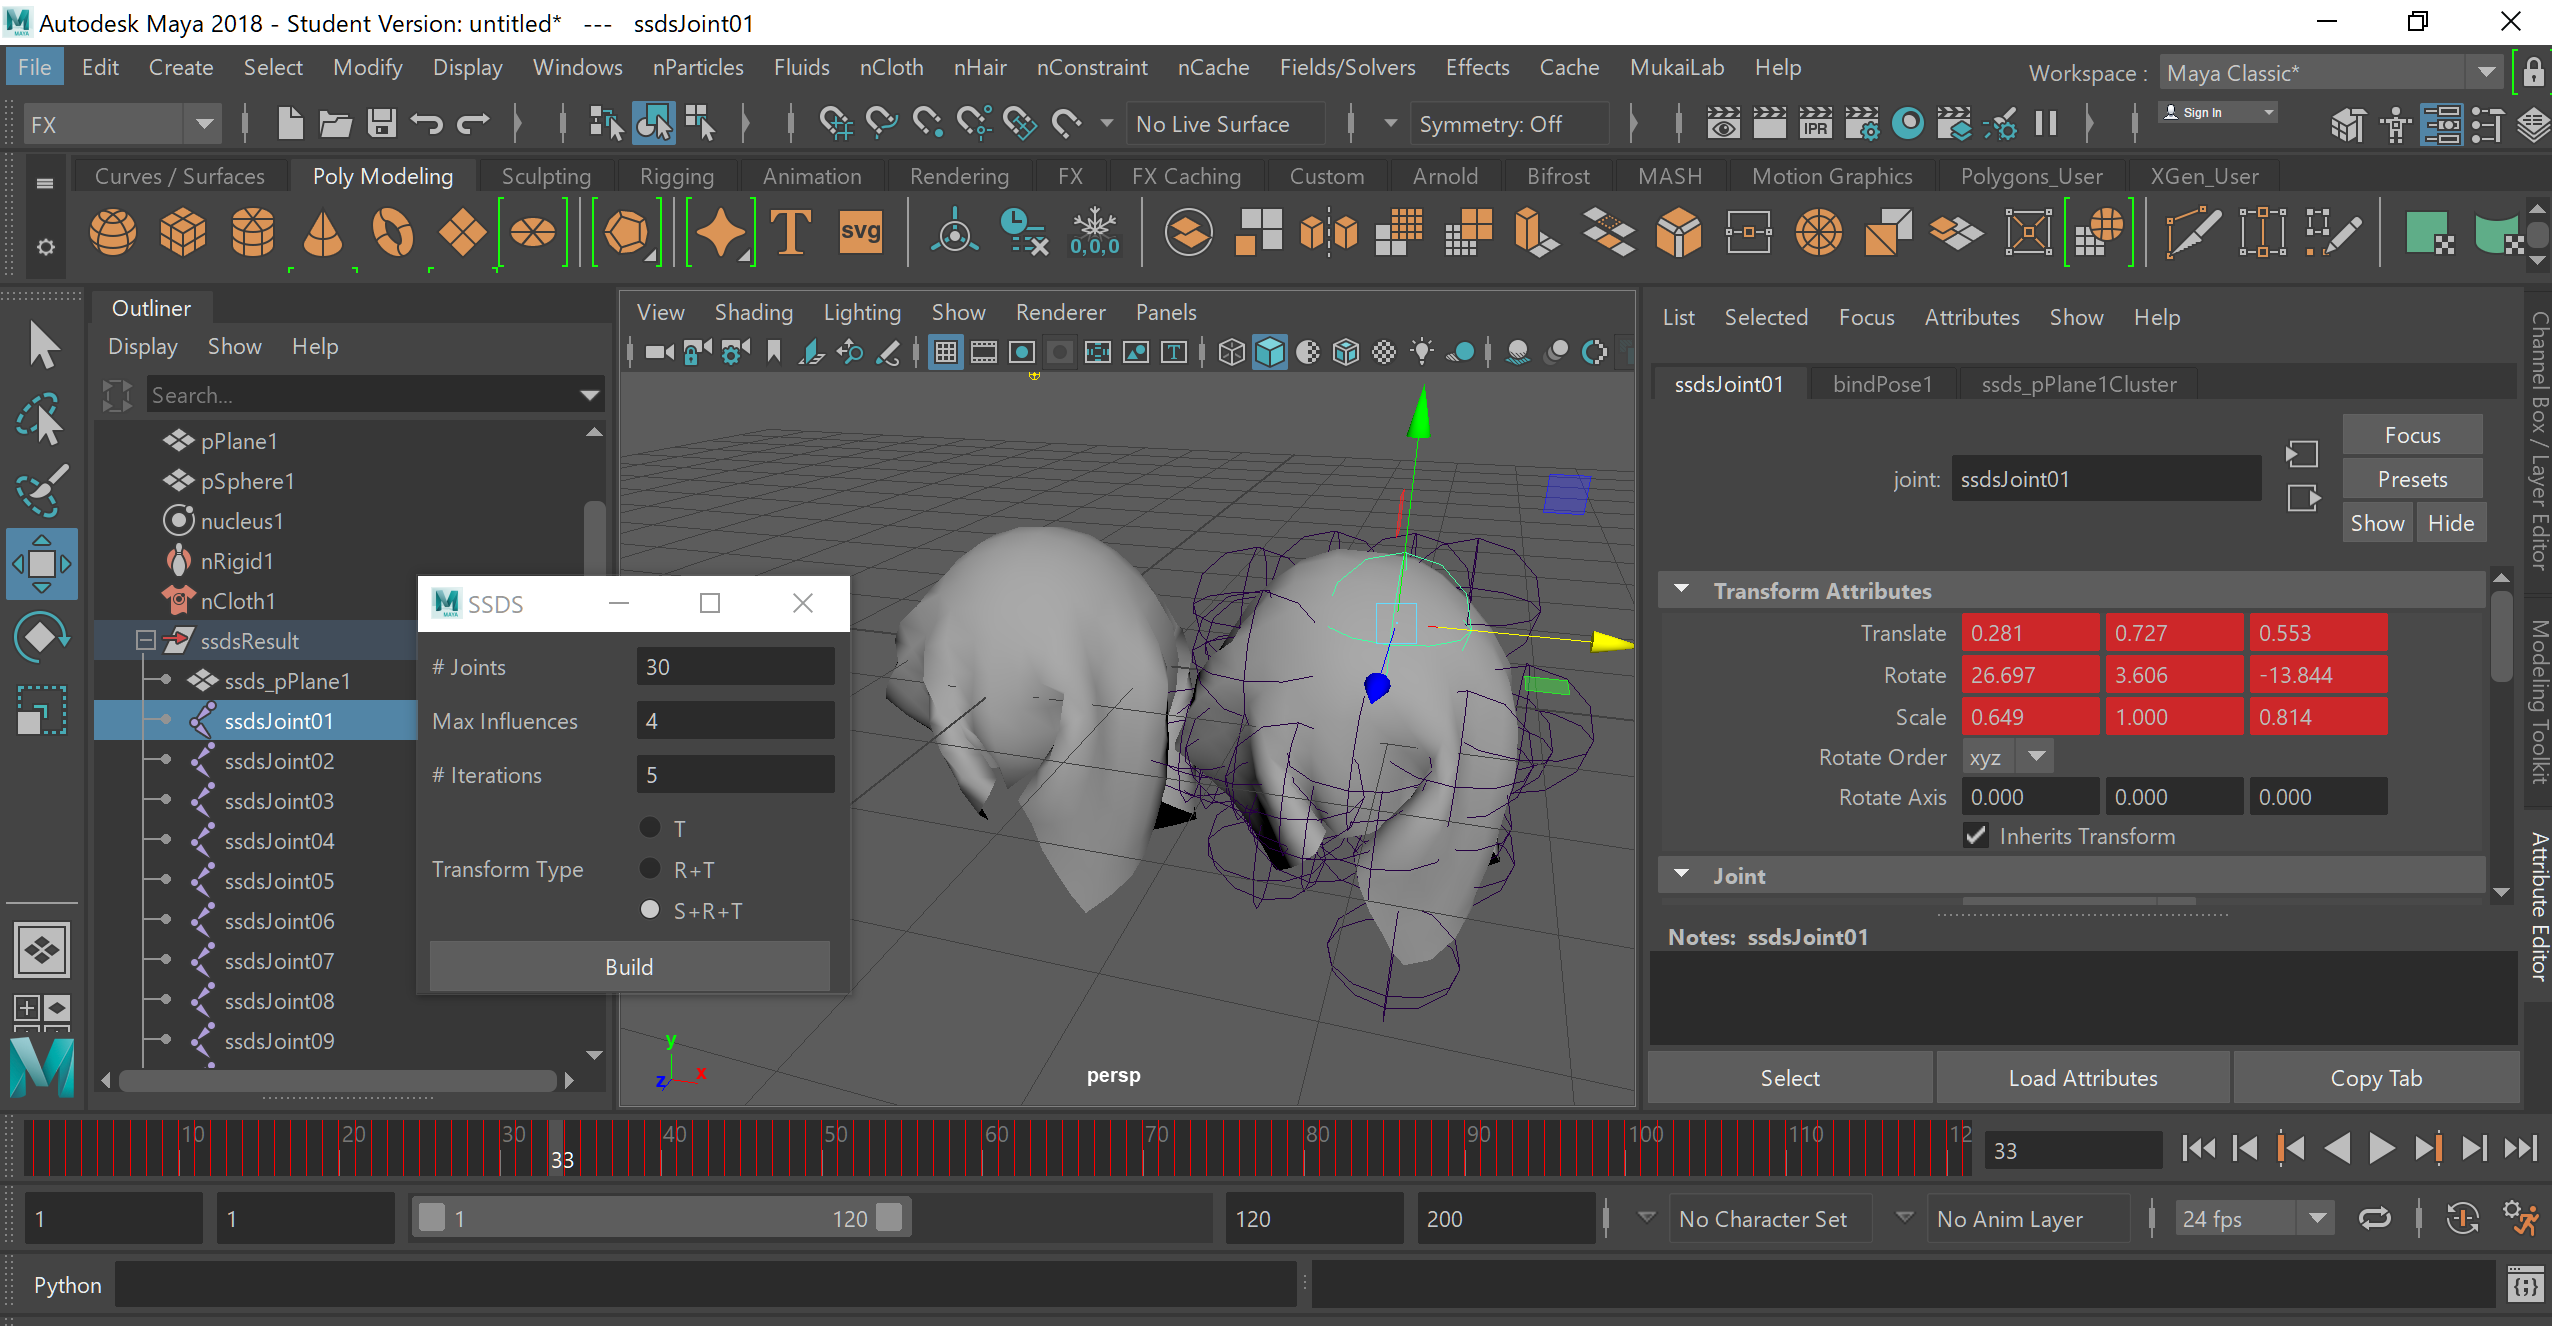 Autodesk Maya 2018 - Student Version: untitled* --- ssdsJoint01
File Edit Create Select Modify Display Windows nParticles Fluids nCloth nHair nConstraint nCache Fields/Solvers Effects Cache MukaiLab Help
Workspace : Maya Classic*
FX No Live Surface Symmetry: Off IPR Sign In
Curves / Surfaces Poly Modeling Sculpting Rigging Animation Rendering FX FX Caching Custom Arnold Bifrost MASH Motion Graphics Polygons_User XGen_User
T svg 0,0,0
Outliner
Display Show Help
Search...
pPlane1
pSphere1
nucleus1
nRigid1
nCloth1
ssdsResult
ssds_pPlane1
ssdsJoint01
ssdsJoint02
ssdsJoint03
ssdsJoint04
ssdsJoint05
ssdsJoint06
ssdsJoint07
ssdsJoint08
ssdsJoint09
SSDS
# Joints 30
Max Influences 4
# Iterations 5
T
Transform Type R+T
S+R+T
Build
View Shading Lighting Show Renderer Panels
y
z x
persp
List Selected Focus Attributes Show Help
ssdsJoint01 bindPose1 ssds_pPlane1Cluster
joint: ssdsJoint01
Focus
Presets
Show Hide
Transform Attributes
Translate 0.281 0.727 0.553
Rotate 26.697 3.606 -13.844
Scale 0.649 1.000 0.814
Rotate Order xyz
Rotate Axis 0.000 0.000 0.000
Inherits Transform
Joint
Notes: ssdsJoint01
Select Load Attributes Copy Tab
Channel Box / Layer Editor
Modeling Toolkit
Attribute Editor
10 20 30 40 50 60 70 80 90 100 110 12
33
33
1 1 1 120 120 200 No Character Set No Anim Layer 24 fps
Python